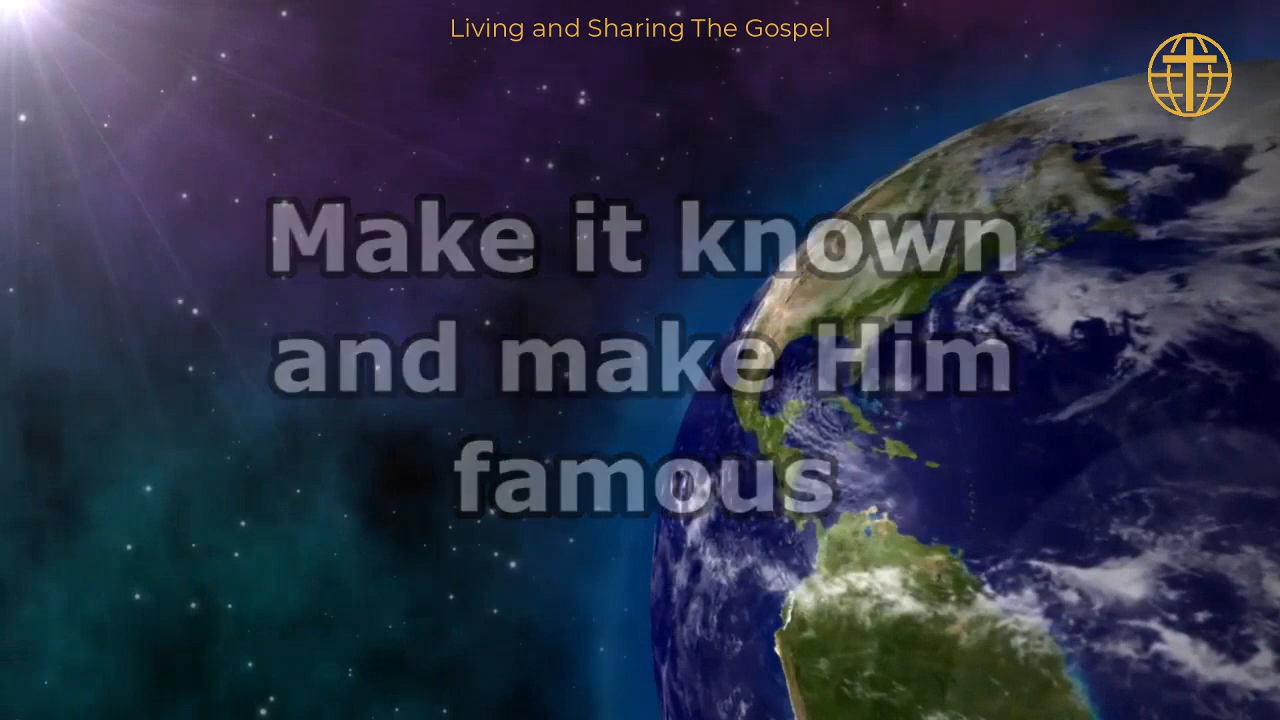 Living and Sharing The Gospel
Make it known
and make Him
famous